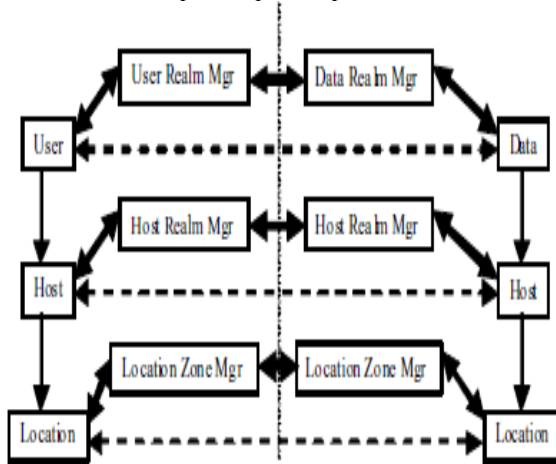 User Realm Mgr
Data Realm Mgr
User
Data
Host Realm Mgr
Host Realm Mgr
Host
Host
Location Zone Mgr
Location Zone Mgr
Location
Location